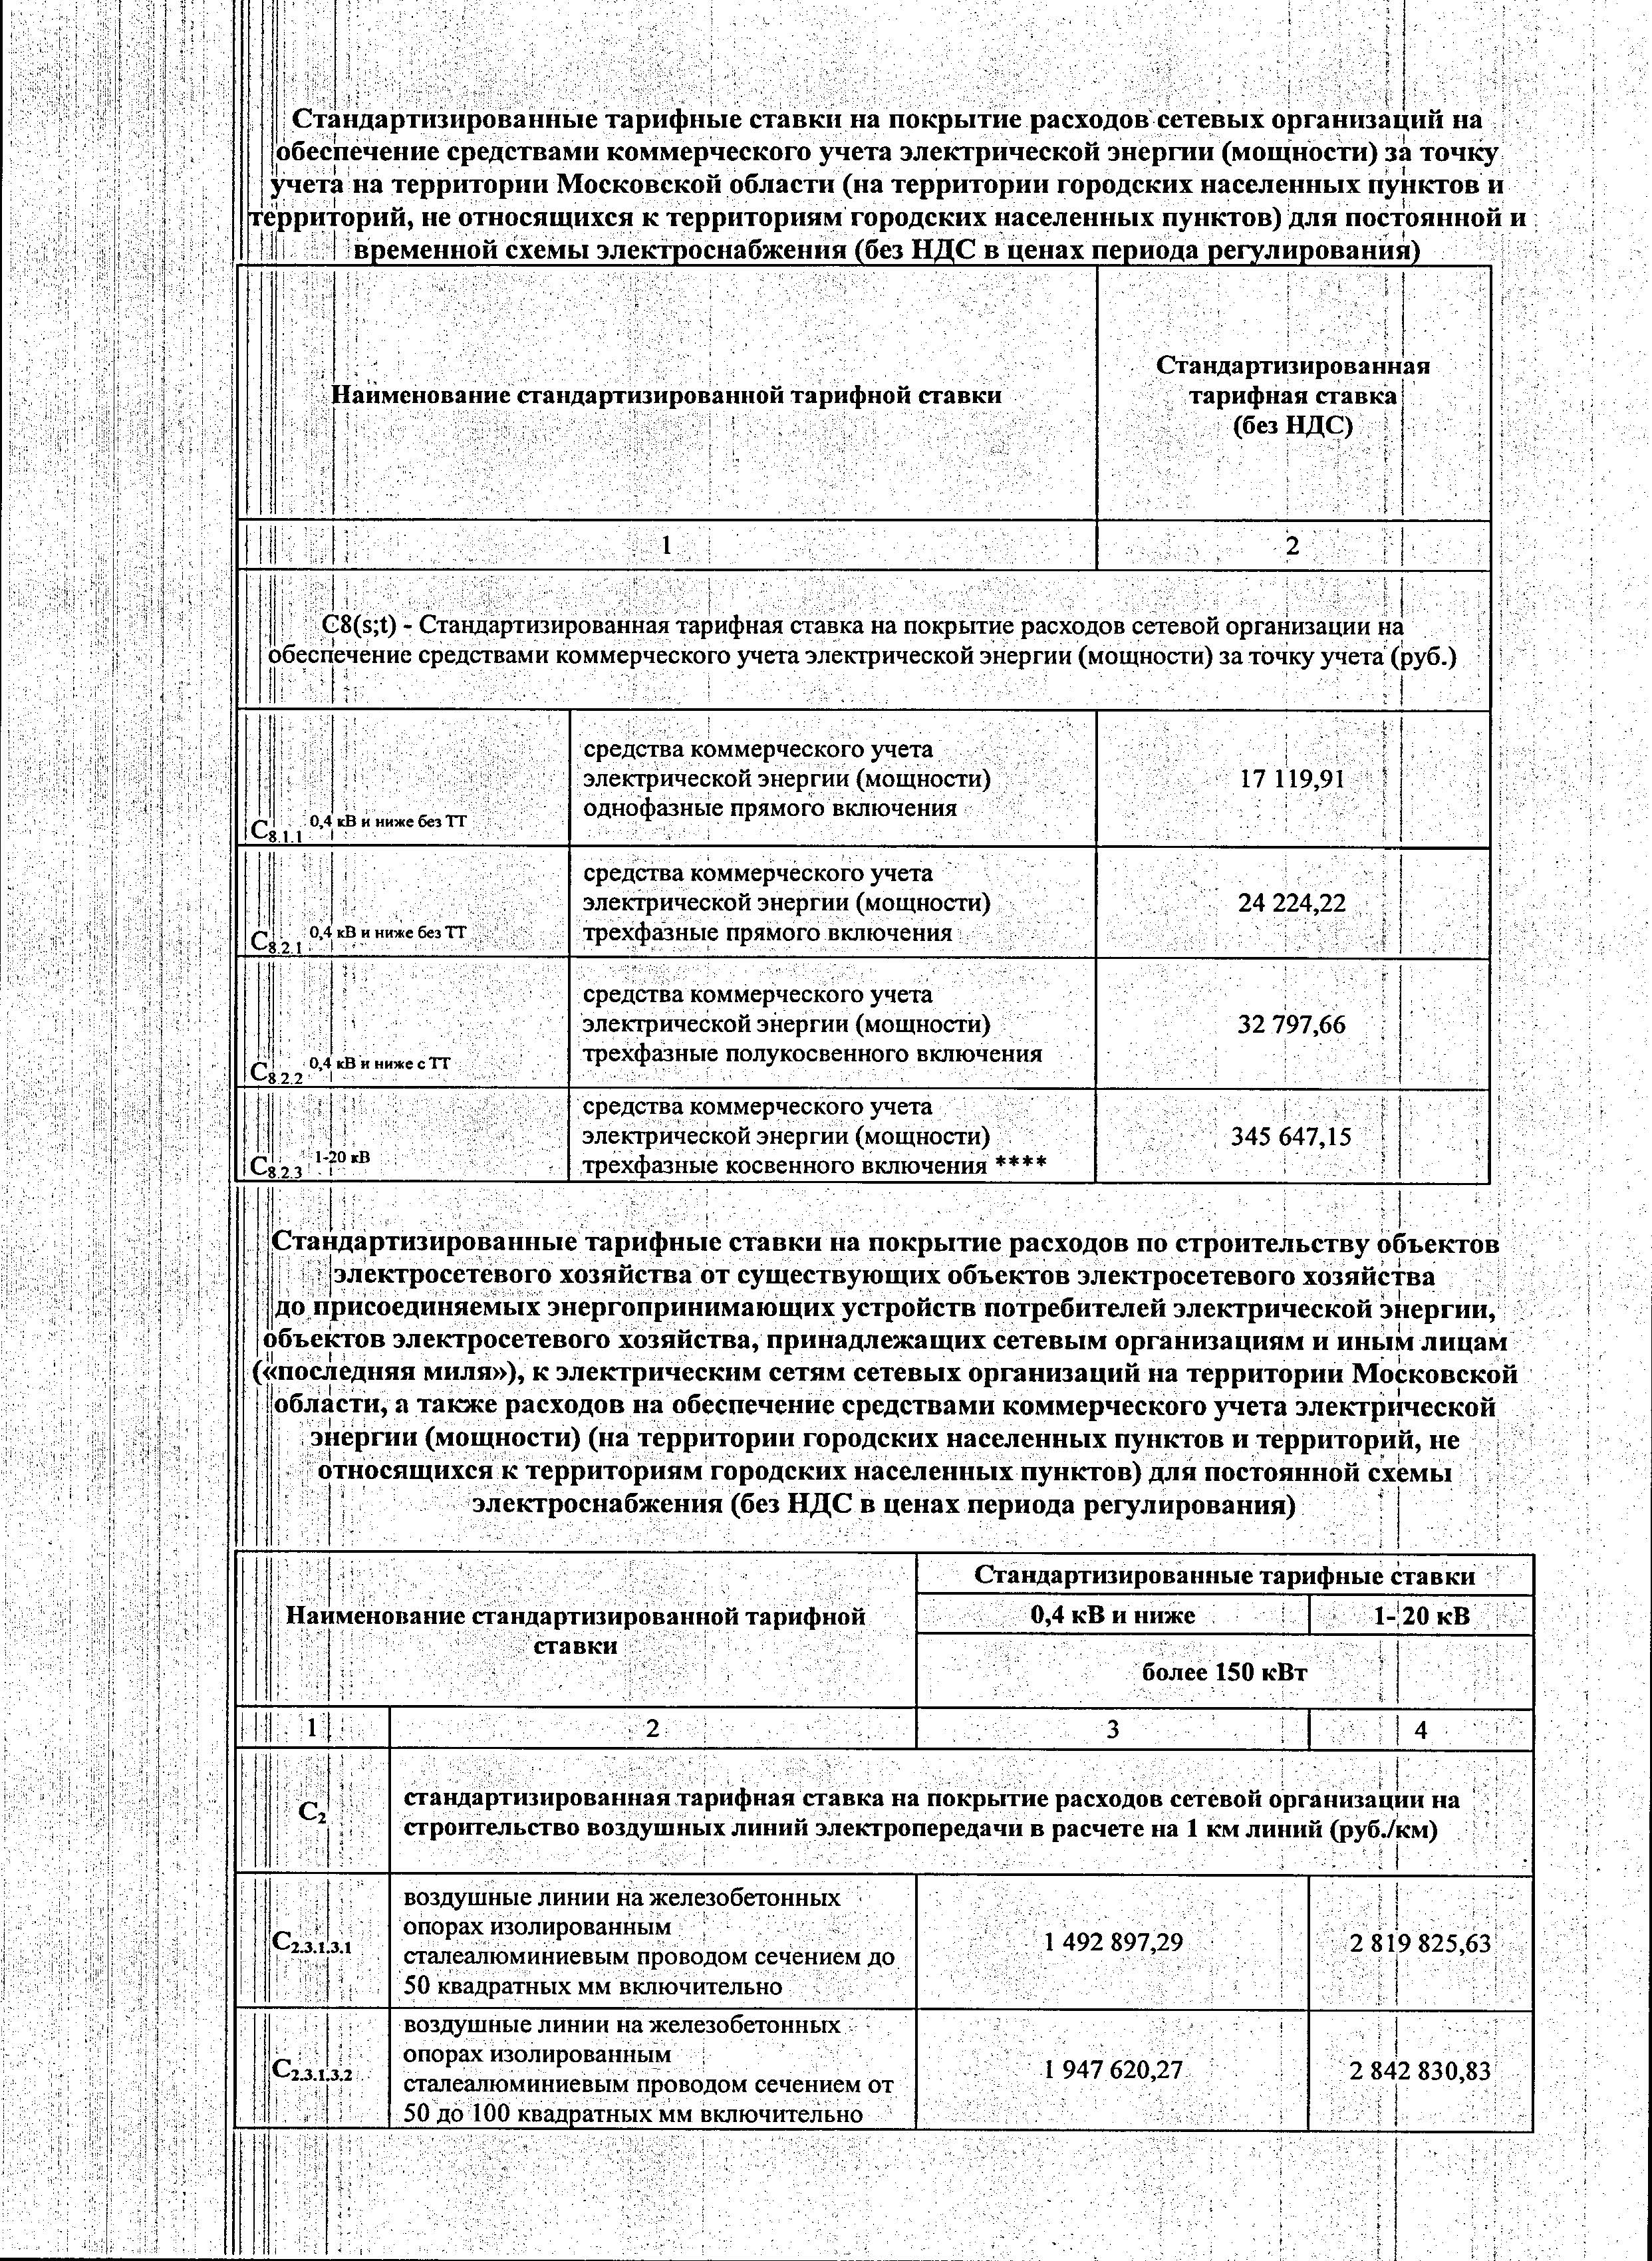 Стандартизированные тарифные ставки на покрытие расходов сетевых организаций на
обеспечение средствами коммерческого учета электрической энергии (мощности) за точку
учета на территории Московской области (на территории городских населенных пунктов и
территорий, не относящихся к территориям городских населенных пунктов) для постоянной и
временной схемы электроснабжения (без НДС в ценах периода регулирования)
Наименование стандартизированной тарифной ставки
Стандартизированная
тарифная ставка
(без НДС)
1
2
C8(s;t) - Стандартизированная тарифная ставка на покрытие расходов сетевой организации на
обеспечение средствами коммерческого учета электрической энергии (мощности) за точку учета (руб.)
С8.1.1 0,4 кВ и ниже без ТТ
средства коммерческого учета
электрической энергии (мощности)
однофазные прямого включения
17 119,91
С8.2.1 0,4 кВ и ниже без ТТ
средства коммерческого учета
электрической энергии (мощности)
трехфазные прямого включения
24 224,22
С8.2.2 0,4 кВ и ниже с ТТ
средства коммерческого учета
электрической энергии (мощности)
трехфазные полукосвенного включения
32 797,66
С8.2.3 1-20 кВ
средства коммерческого учета
электрической энергии (мощности)
трехфазные косвенного включения ****
345 647,15
Стандартизированные тарифные ставки на покрытие расходов по строительству объектов
электросетевого хозяйства от существующих объектов электросетевого хозяйства
до присоединяемых энергопринимающих устройств потребителей электрической энергии,
объектов электросетевого хозяйства, принадлежащих сетевым организациям и иным лицам
(«последняя миля»), к электрическим сетям сетевых организаций на территории Московской
области, а также расходов на обеспечение средствами коммерческого учета электрической
энергии (мощности) (на территории городских населенных пунктов и территорий, не
относящихся к территориям городских населенных пунктов) для постоянной схемы
электроснабжения (без НДС в ценах периода регулирования)
Наименование стандартизированной тарифной
ставки
Стандартизированные тарифные ставки
0,4 кВ и ниже
1- 20 кВ
более 150 кВт
1
2
3
4
С2
стандартизированная тарифная ставка на покрытие расходов сетевой организации на
строительство воздушных линий электропередачи в расчете на 1 км линий (руб./км)
С2.3.1.3.1
воздушные линии на железобетонных
опорах изолированным
сталеалюминиевым проводом сечением до
50 квадратных мм включительно
1 492 897,29
2 819 825,63
С2.3.1.3.2
воздушные линии на железобетонных
опорах изолированным
сталеалюминиевым проводом сечением от
50 до 100 квадратных мм включительно
1 947 620,27
2 842 830,83